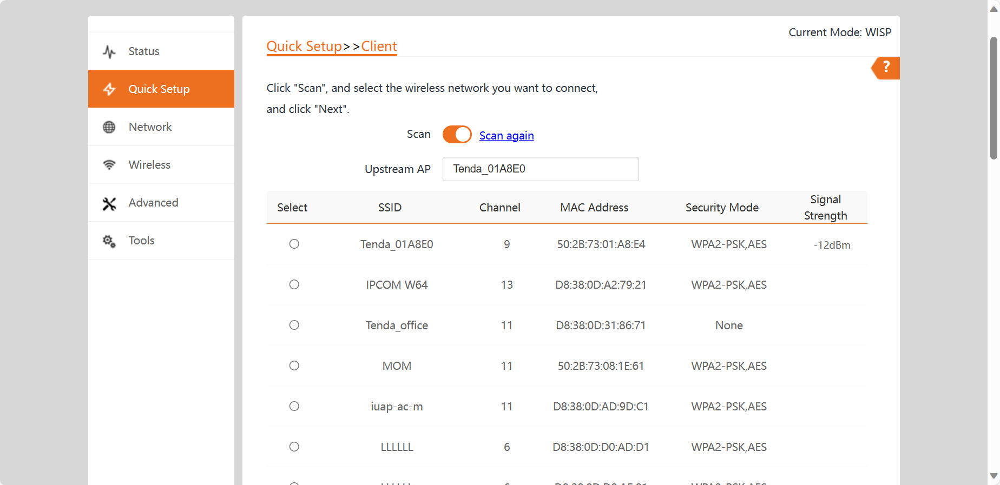 Current Mode: WISP
Status
Quick Setup
Network
Wireless
Advanced
Tools
Quick Setup>>Client
?
Click "Scan", and select the wireless network you want to connect,
and click "Next".
Scan Scan again
Upstream AP Tenda_01A8E0
Select SSID Channel MAC Address Security Mode Signal Strength
Tenda_01A8E0 9 50:2B:73:01:A8:E4 WPA2-PSK,AES -12dBm
IPCOM W64 13 D8:38:0D:A2:79:21 WPA2-PSK,AES
Tenda_office 11 D8:38:0D:31:86:71 None
MOM 11 50:2B:73:08:1E:61 WPA2-PSK,AES
iuap-ac-m 11 D8:38:0D:AD:9D:C1 WPA2-PSK,AES
LLLLLL 6 D8:38:0D:D0:AD:D1 WPA2-PSK,AES